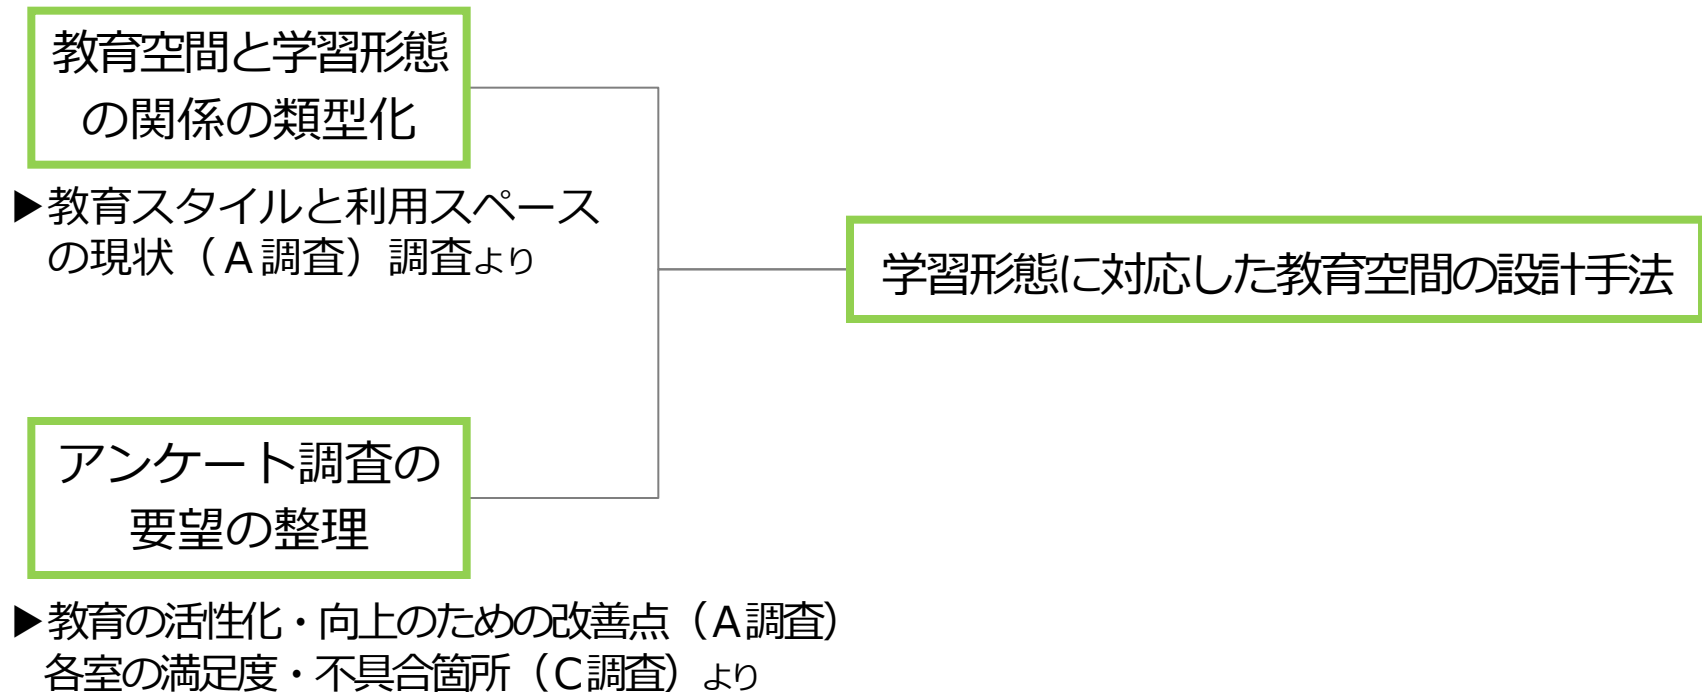 教育空間と学習形態
の関係の類型化
▶教育スタイルと利用スペース
の現状（A調査）調査より
学習形態に対応した教育空間の設計手法
アンケート調査の
要望の整理
▶教育の活性化・向上のための改善点（A調査）
各室の満足度・不具合箇所（C調査）より